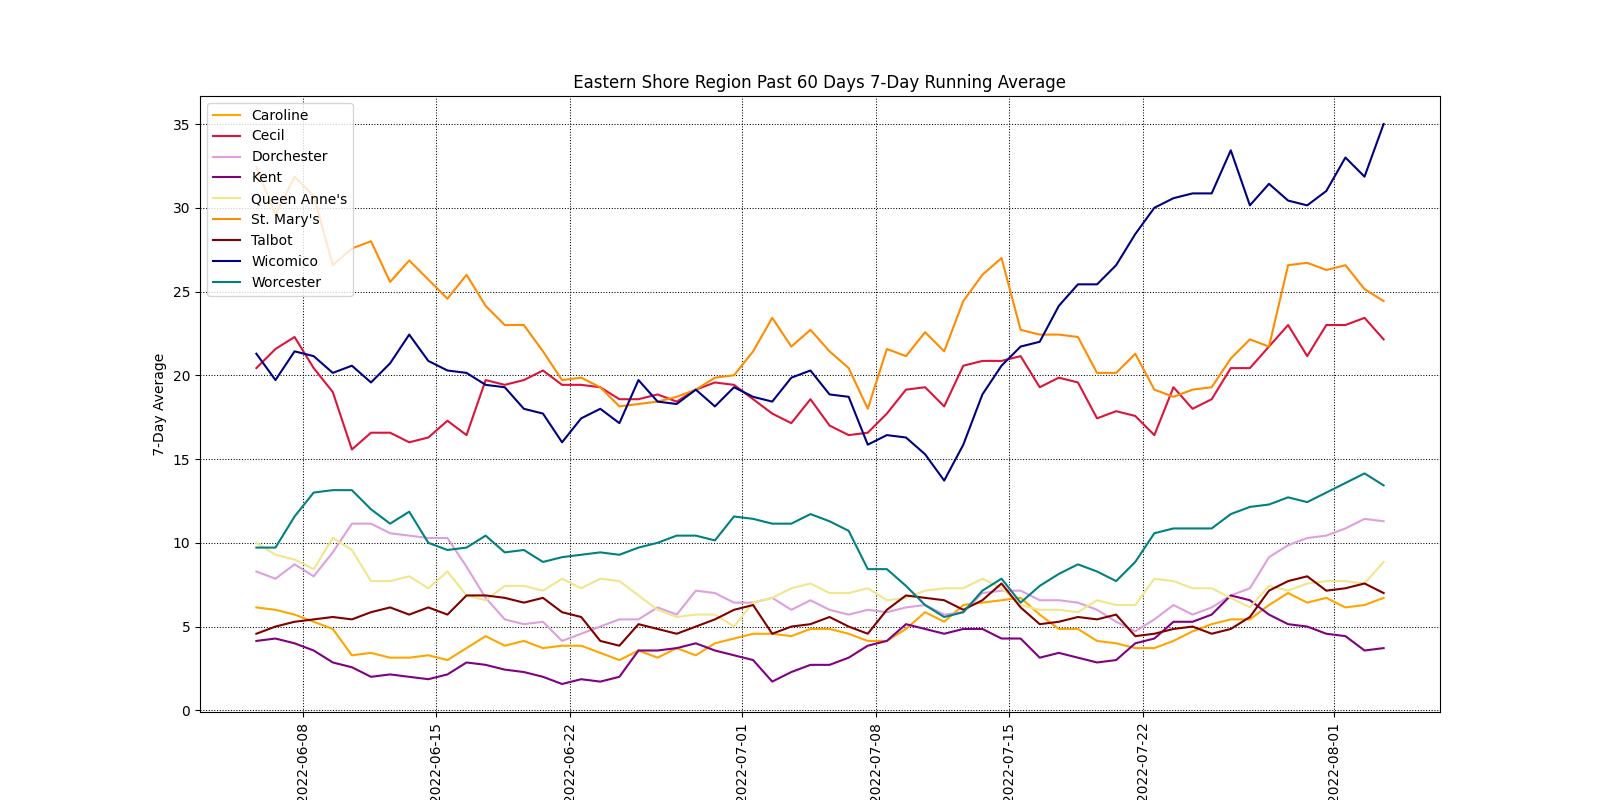 Eastern Shore Region Past 60 Days 7-Day Running Average
Caroline
Cecil
Dorchester
Kent
Queen Anne's
St. Mary's
Talbot
Wicomico
Worcester
7-Day Average
35
30
25
20
15
10
5
0
2022-06-08
2022-06-15
2022-06-22
2022-07-01
2022-07-08
2022-07-15
2022-07-22
2022-08-01